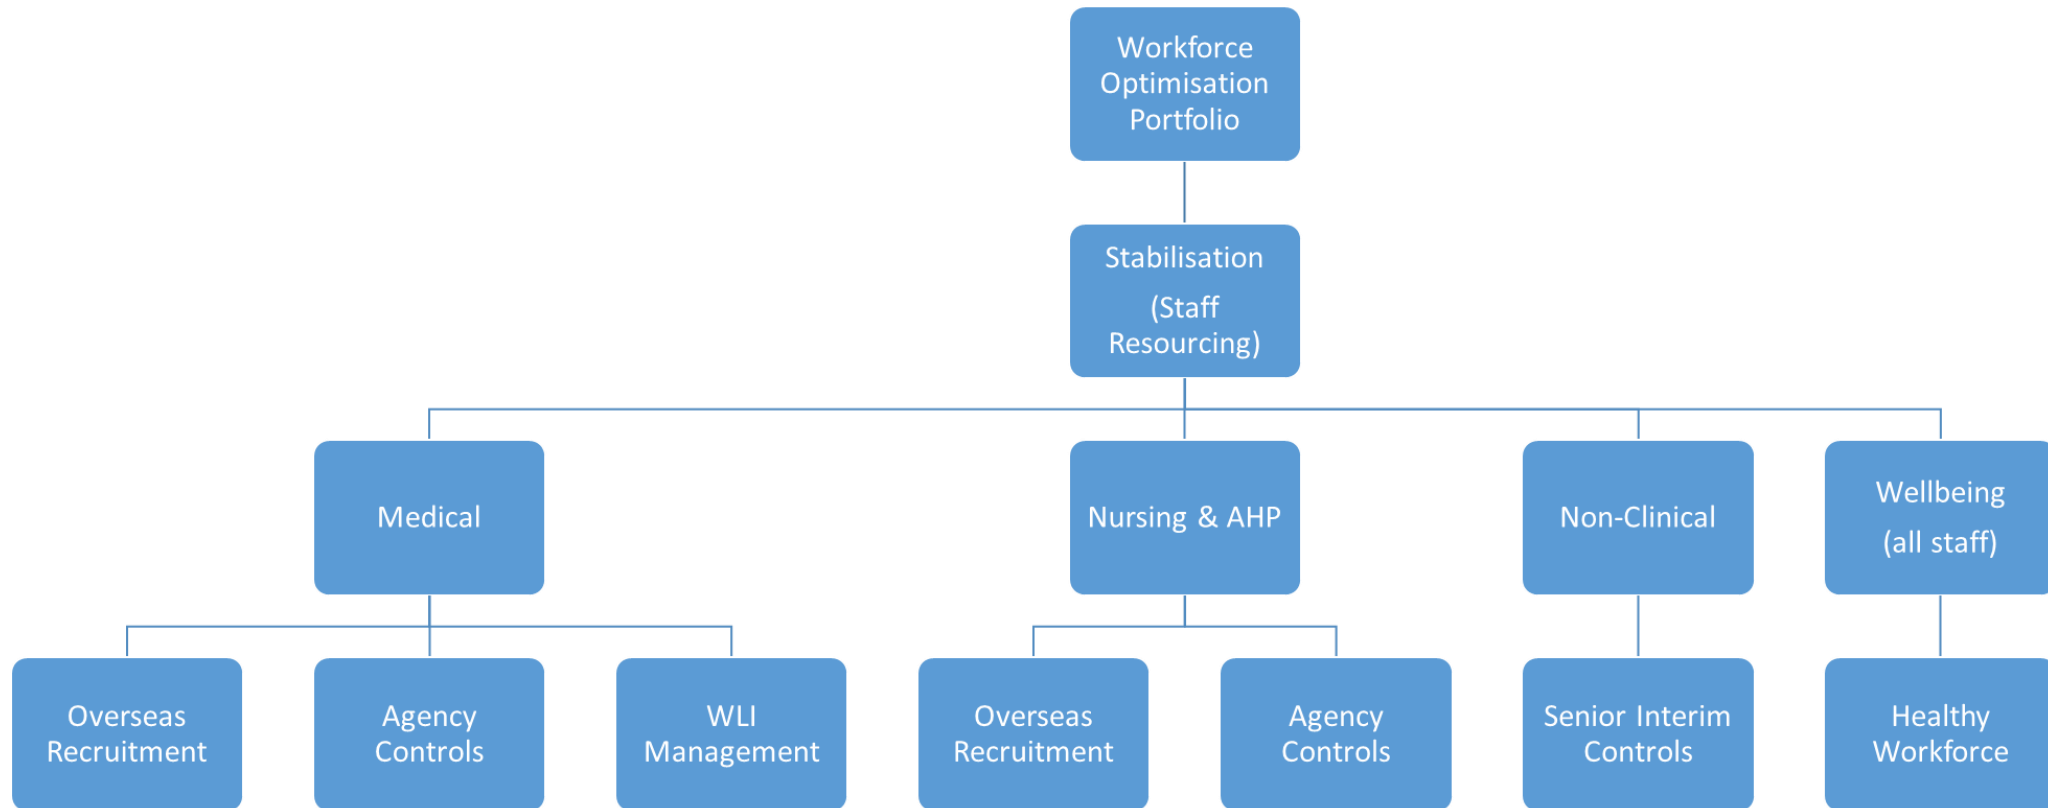 Workforce
Optimisation
Portfolio
Stabilisation
(Staff
Resourcing)
Medical
Nursing & AHP
Non-Clinical
Wellbeing
(all staff)
Overseas
Recruitment
Agency
Controls
WLI
Management
Overseas
Recruitment
Agency
Controls
Senior Interim
Controls
Healthy
Workforce